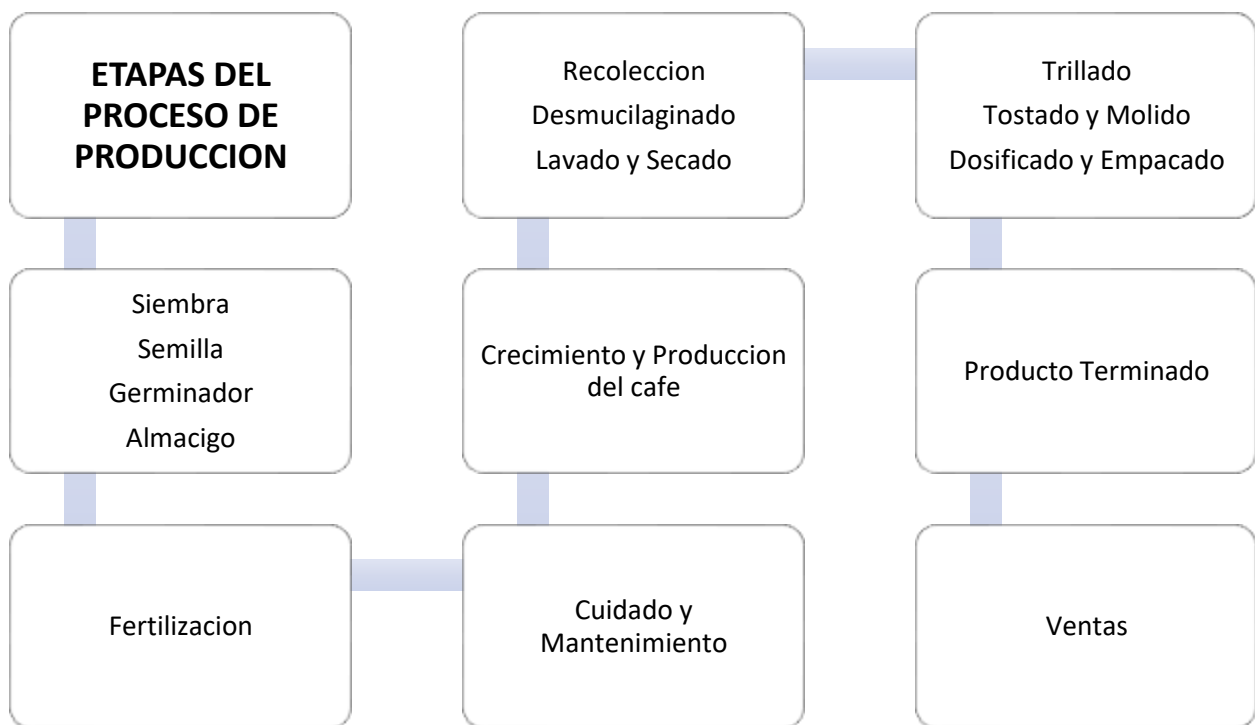 ETAPAS DEL
PROCESO DE
PRODUCCION
Siembra
Semilla
Germinador
Almacigo
Fertilizacion
Cuidado y
Mantenimiento
Crecimiento y Produccion
del cafe
Recoleccion
Desmucilaginado
Lavado y Secado
Trillado
Tostado y Molido
Dosificado y Empacado
Producto Terminado
Ventas